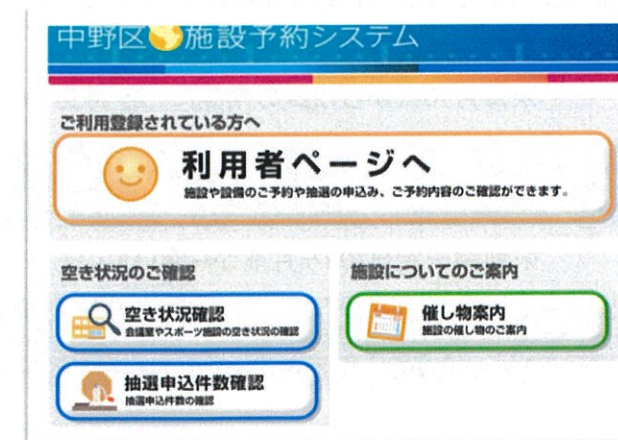 中野区施設予約システム
ご利用登録されている方へ
利用者ページへ
施設や設備のご予約や抽選の申込み、ご予約内容のご確認ができます。
空き状況のご確認
空き状況確認
会議室やスポーツ施設の空き状況の確認
抽選申込件数確認
抽選申込件数の確認
施設についてのご案内
催し物案内
施設の催し物のご案内